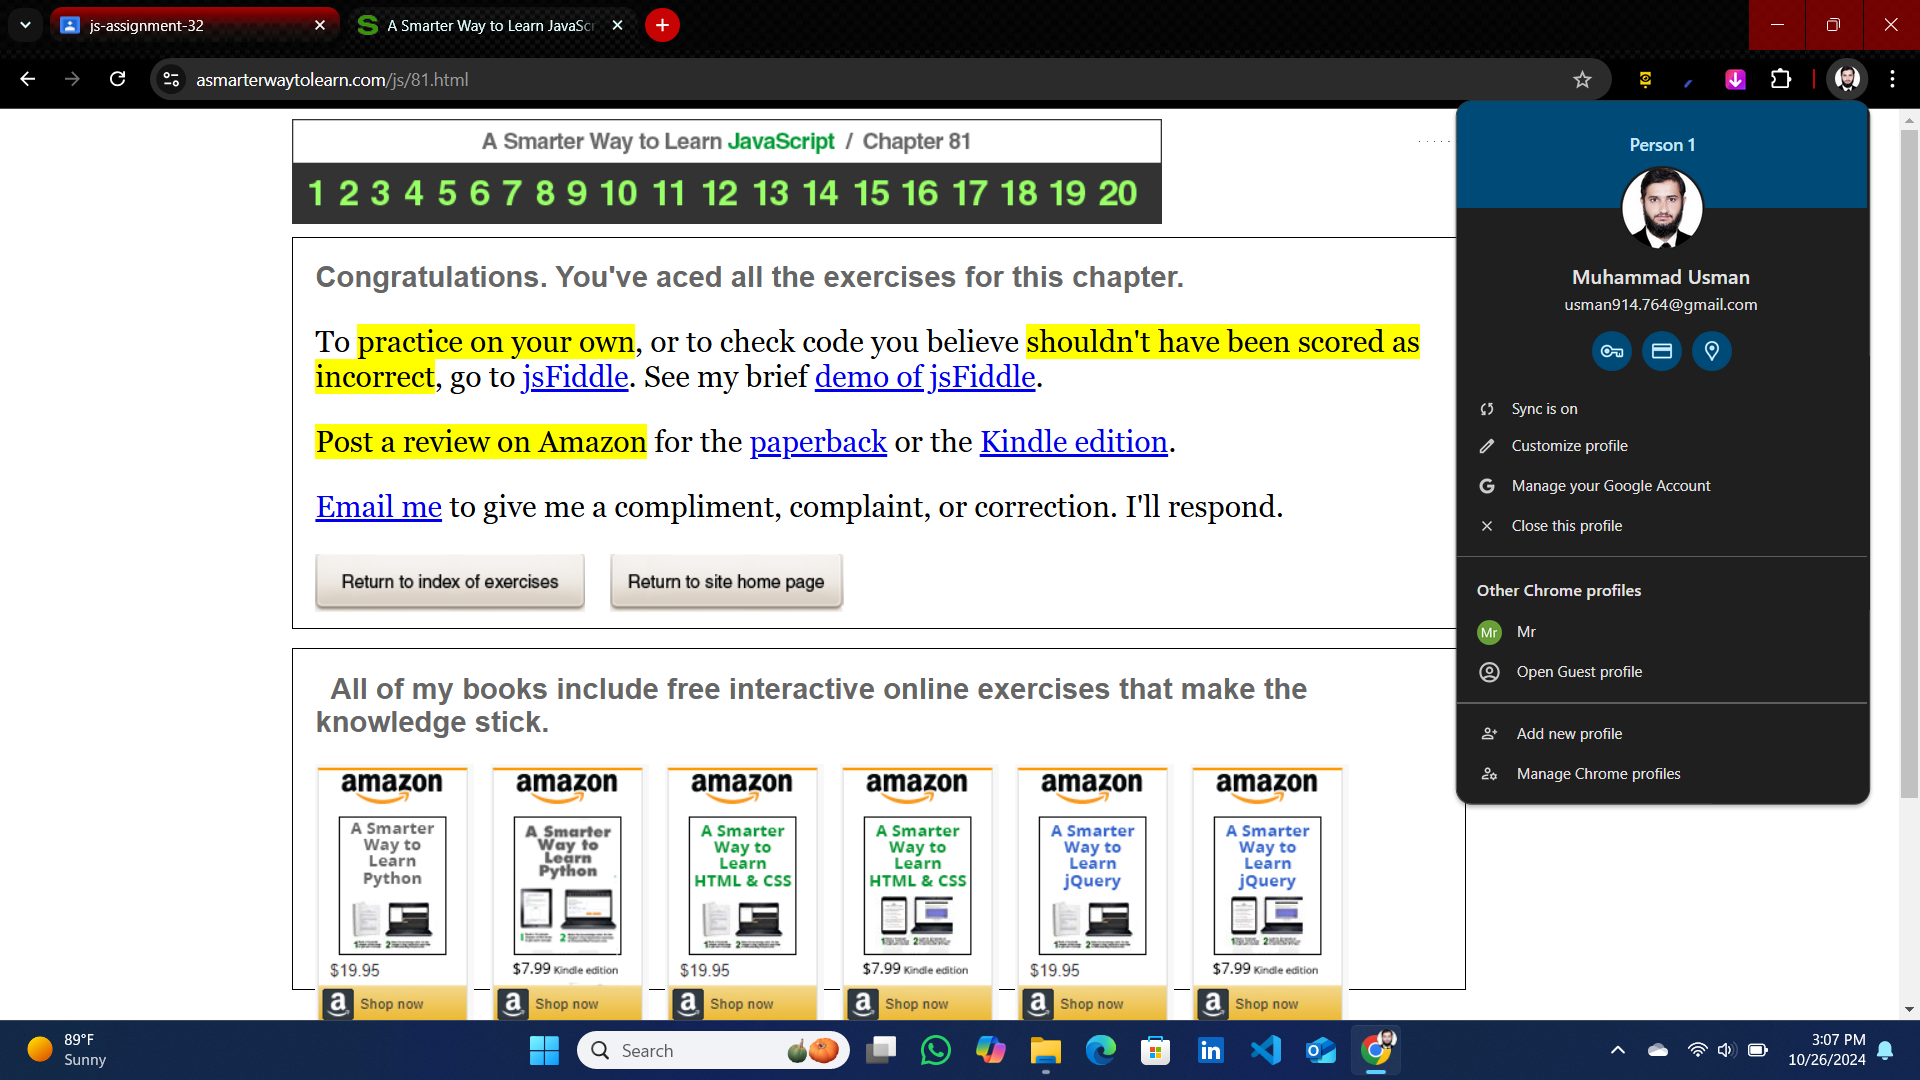 js-assignment-32
A Smarter Way to Learn JavaScr
asmarterwaytolearn.com/js/81.html
A Smarter Way to Learn JavaScript / Chapter 81
1 2 3 4 5 6 7 8 9 10 11 12 13 14 15 16 17 18 19 20
Congratulations. You've aced all the exercises for this chapter.
To practice on your own, or to check code you believe shouldn't have been scored as
incorrect, go to jsFiddle. See my brief demo of jsFiddle.
Post a review on Amazon for the paperback or the Kindle edition.
Email me to give me a compliment, complaint, or correction. I'll respond.
Return to index of exercises
Return to site home page
All of my books include free interactive online exercises that make the
knowledge stick.
amazon
A Smarter
Way to
Learn
Python
$19.95
Shop now
amazon
A Smarter
Way to
Learn
Python
$7.99 Kindle edition
Shop now
amazon
A Smarter
Way to
Learn
HTML & CSS
$19.95
Shop now
amazon
A Smarter
Way to
Learn
HTML & CSS
$7.99 Kindle edition
Shop now
amazon
A Smarter
Way to
Learn
jQuery
$19.95
Shop now
amazon
A Smarter
Way to
Learn
jQuery
$7.99 Kindle edition
Shop now
Person 1
Muhammad Usman
usman914.764@gmail.com
Sync is on
Customize profile
Manage your Google Account
Close this profile
Other Chrome profiles
Mr
Mr
Open Guest profile
Add new profile
Manage Chrome profiles
89°F
Sunny
Search
3:07 PM
10/26/2024